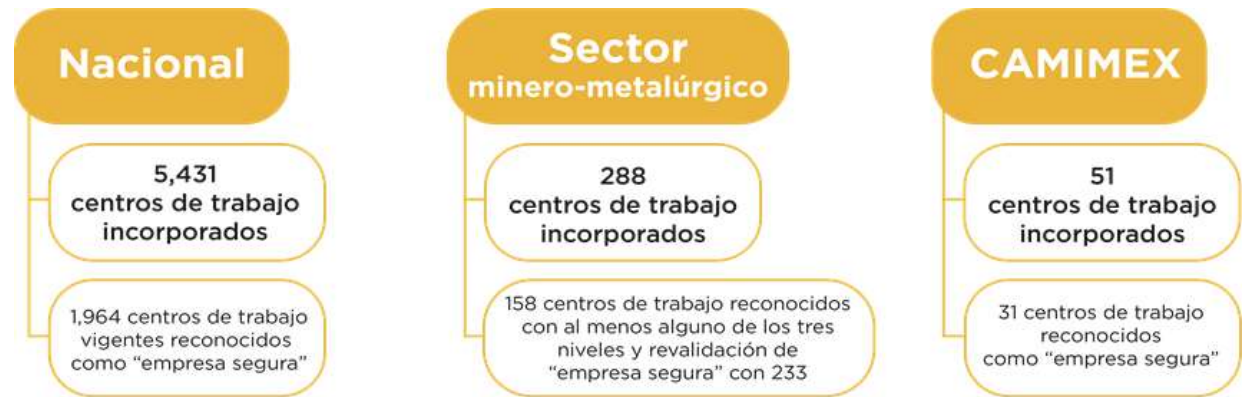 Nacional
5,431
centros de trabajo
incorporados
1,964 centros de trabajo
vigentes reconocidos
como “empresa segura”
Sector
minero-metalúrgico
288
centros de trabajo
incorporados
158 centros de trabajo reconocidos
con al menos alguno de los tres
niveles y revalidación de
“empresa segura” con 233
CAMIMEX
51
centros de trabajo
incorporados
31 centros de trabajo
reconocidos
como “empresa segura”